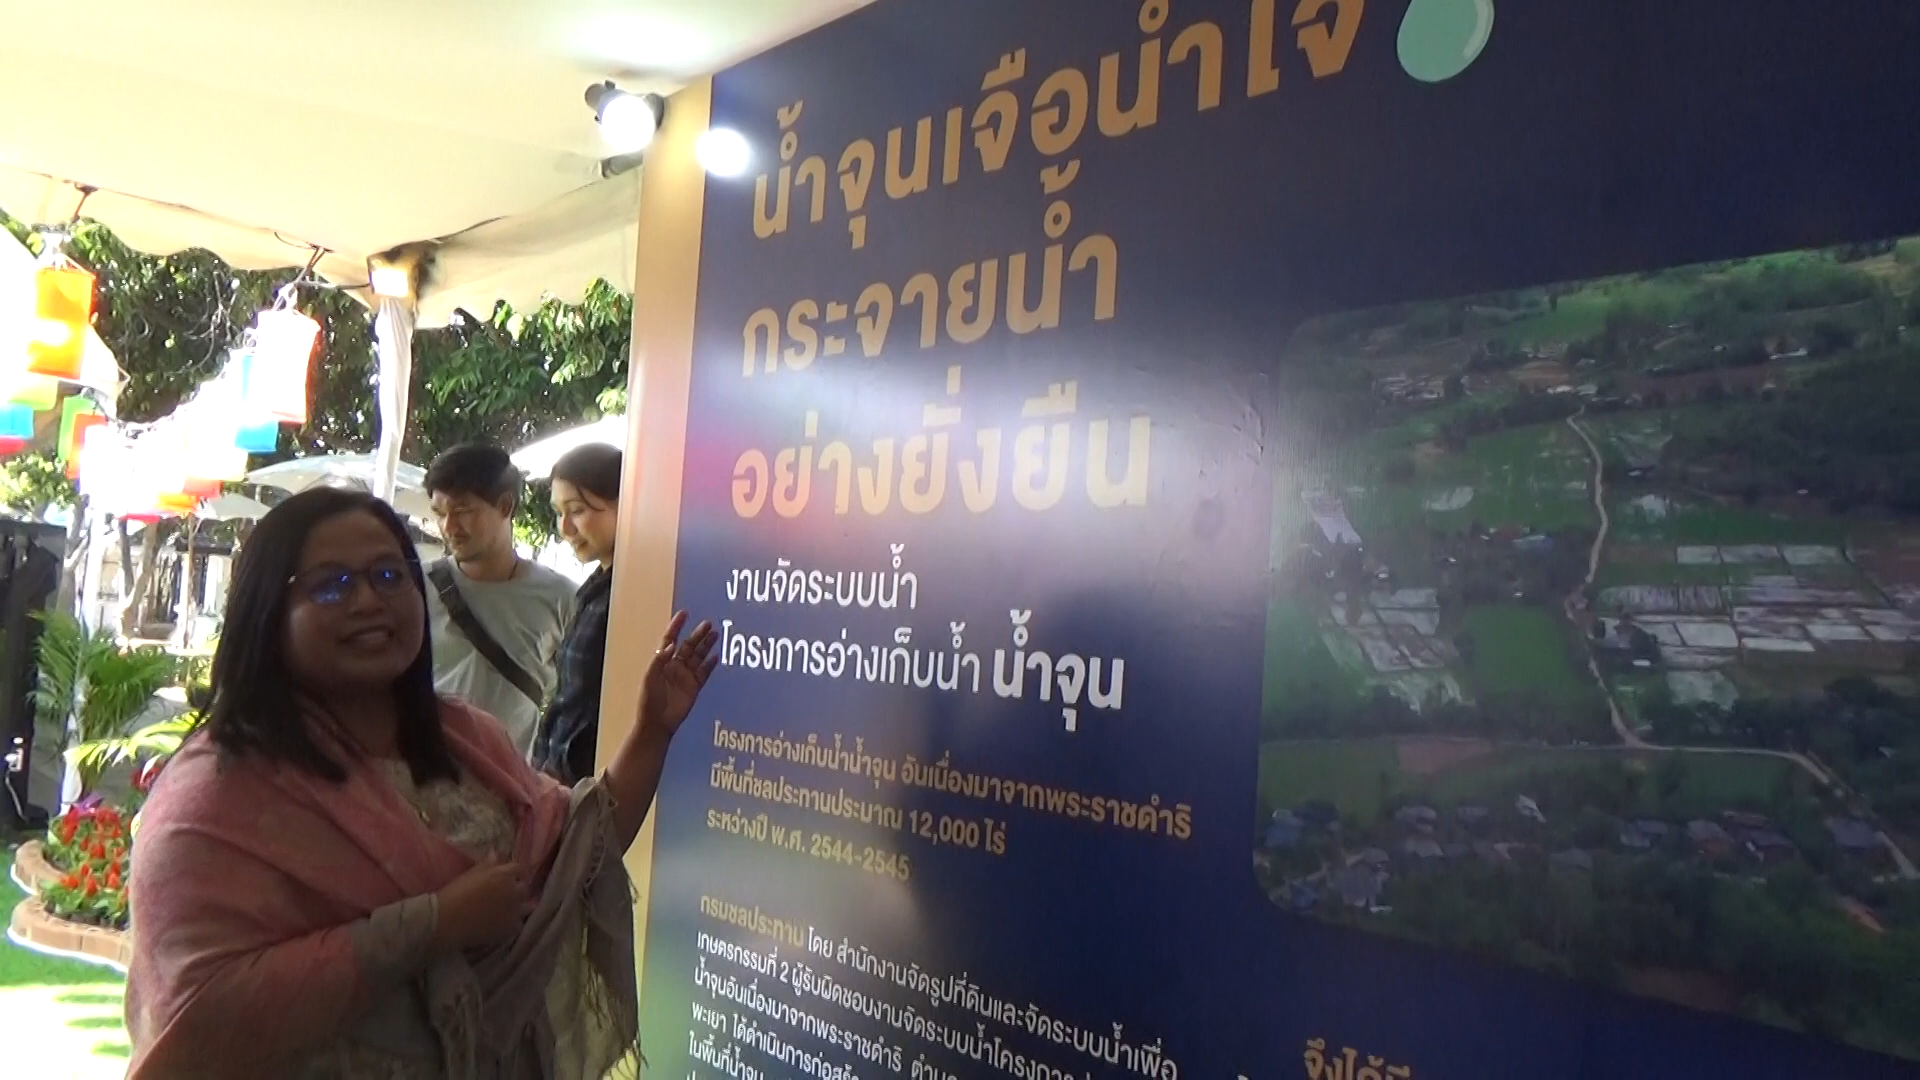 น้ำจุนเจือน้ำใจ
กระจายน้ำ
อย่างยั่งยืน
งานจัดระบบน้ำ
โครงการอ่างเก็บน้ำ น้ำจุน
โครงการอ่างเก็บน้ำน้ำจุน อันเนื่องมาจากพระราชดำริ
มีพื้นที่ชลประทานประมาณ 12,000 ไร่
ระหว่างปี พ.ศ. 2544-2545
กรมชลประทาน โดย สำนักงานจัดรูปที่ดินและจัดระบบน้ำเพื่อ
เกษตรกรรมที่ 2 ผู้รับผิดชอบงานจัดระบบน้ำโครงการ
น้ำจุนอันเนื่องมาจากพระราชดำริ
พะเยา ได้ดำเนินการก่อสร้าง
ในพื้นที่น้ำจุน
จึงได้